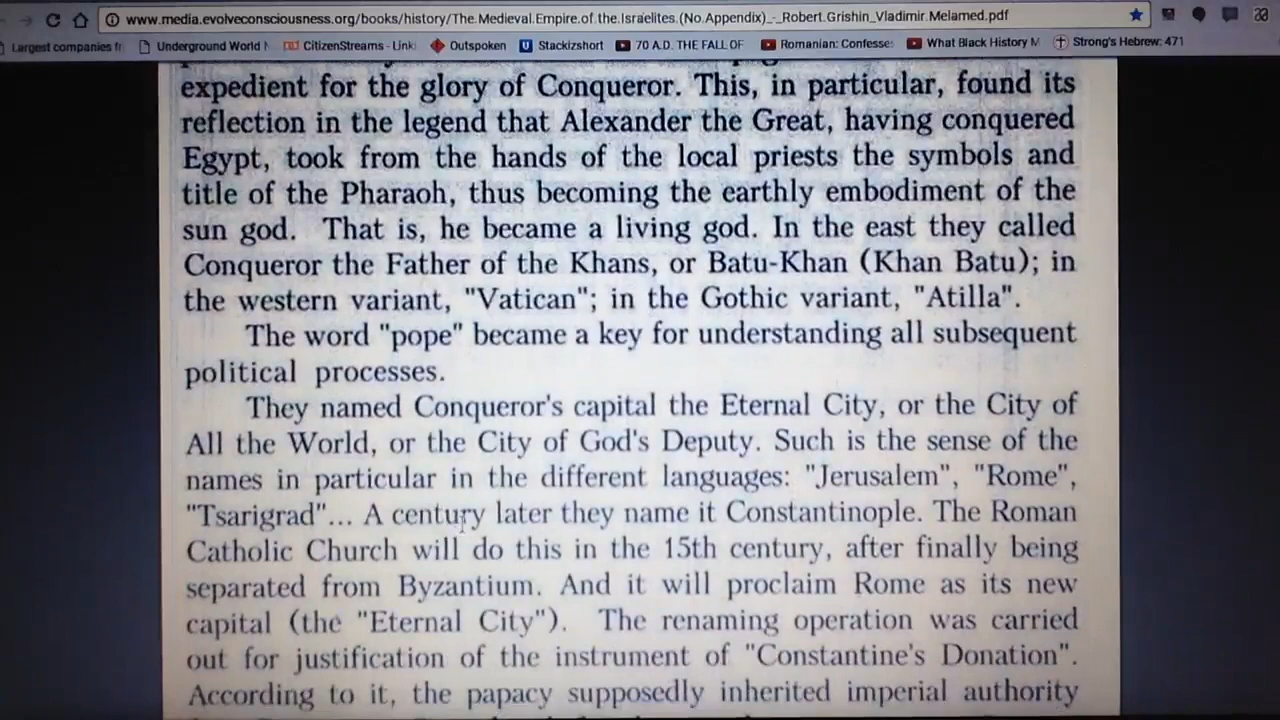 www.media.evolveconsciousness.org/books/history/The.Medieval.Empire.of.the.Israelites.(No.Appendix)_-_Robert.Grishin_Vladimir.Melamed.pdf
Largest companies fr Underground World H CitizenStreams - Link Outspoken Stackizshort 70 A.D. THE FALL OF Romanian: Confesse What Black History M Strong's Hebrew: 471
expedient for the glory of Conqueror. This, in particular, found its
reflection in the legend that Alexander the Great, having conquered
Egypt, took from the hands of the local priests the symbols and
title of the Pharaoh, thus becoming the earthly embodiment of the
sun god. That is, he became a living god. In the east they called
Conqueror the Father of the Khans, or Batu-Khan (Khan Batu); in
the western variant, "Vatican"; in the Gothic variant, "Atilla".
The word "pope" became a key for understanding all subsequent
political processes.
They named Conqueror's capital the Eternal City, or the City of
All the World, or the City of God's Deputy. Such is the sense of the
names in particular in the different languages: "Jerusalem", "Rome",
"Tsarigrad"... A century later they name it Constantinople. The Roman
Catholic Church will do this in the 15th century, after finally being
separated from Byzantium. And it will proclaim Rome as its new
capital (the "Eternal City"). The renaming operation was carried
out for justification of the instrument of "Constantine's Donation".
According to it, the papacy supposedly inherited imperial authority